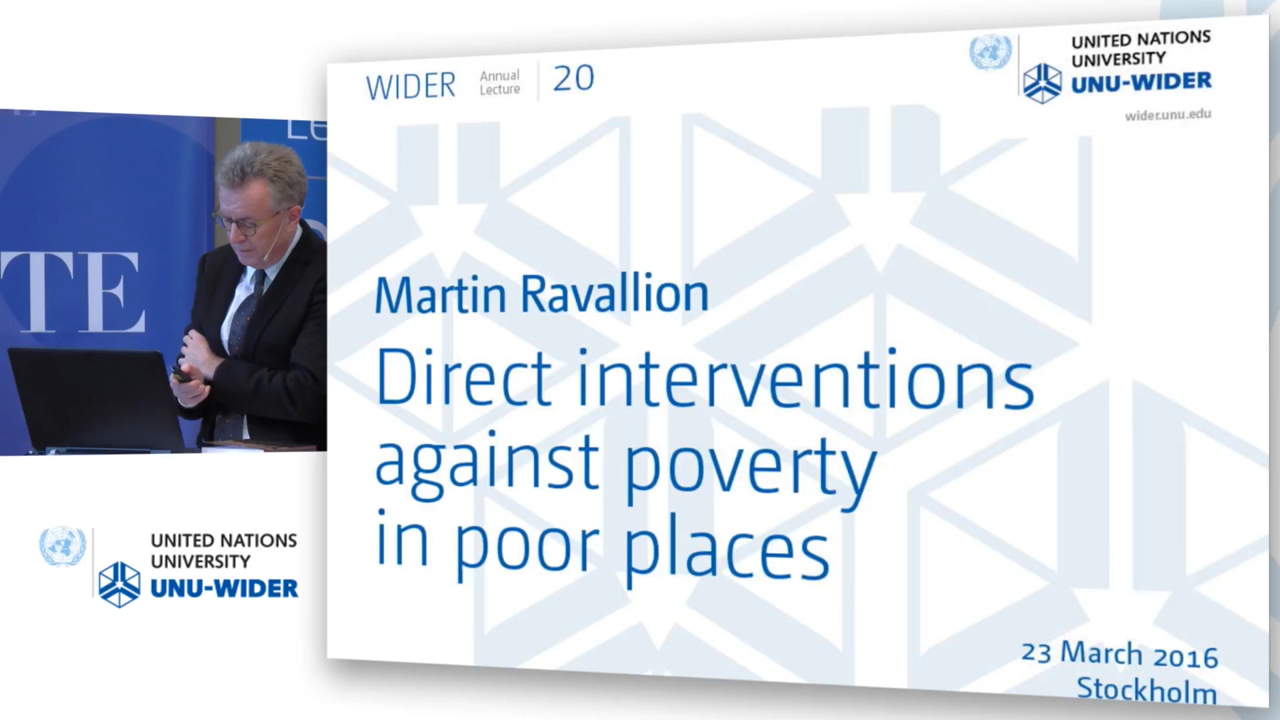 WIDER Annual Lecture 20
UNITED NATIONS
UNIVERSITY
UNU-WIDER
wider.unu.edu
Martin Ravallion
Direct interventions
against poverty
in poor places
23 March 2016
Stockholm
Le
TE
UNITED NATIONS
UNIVERSITY
UNU-WIDER